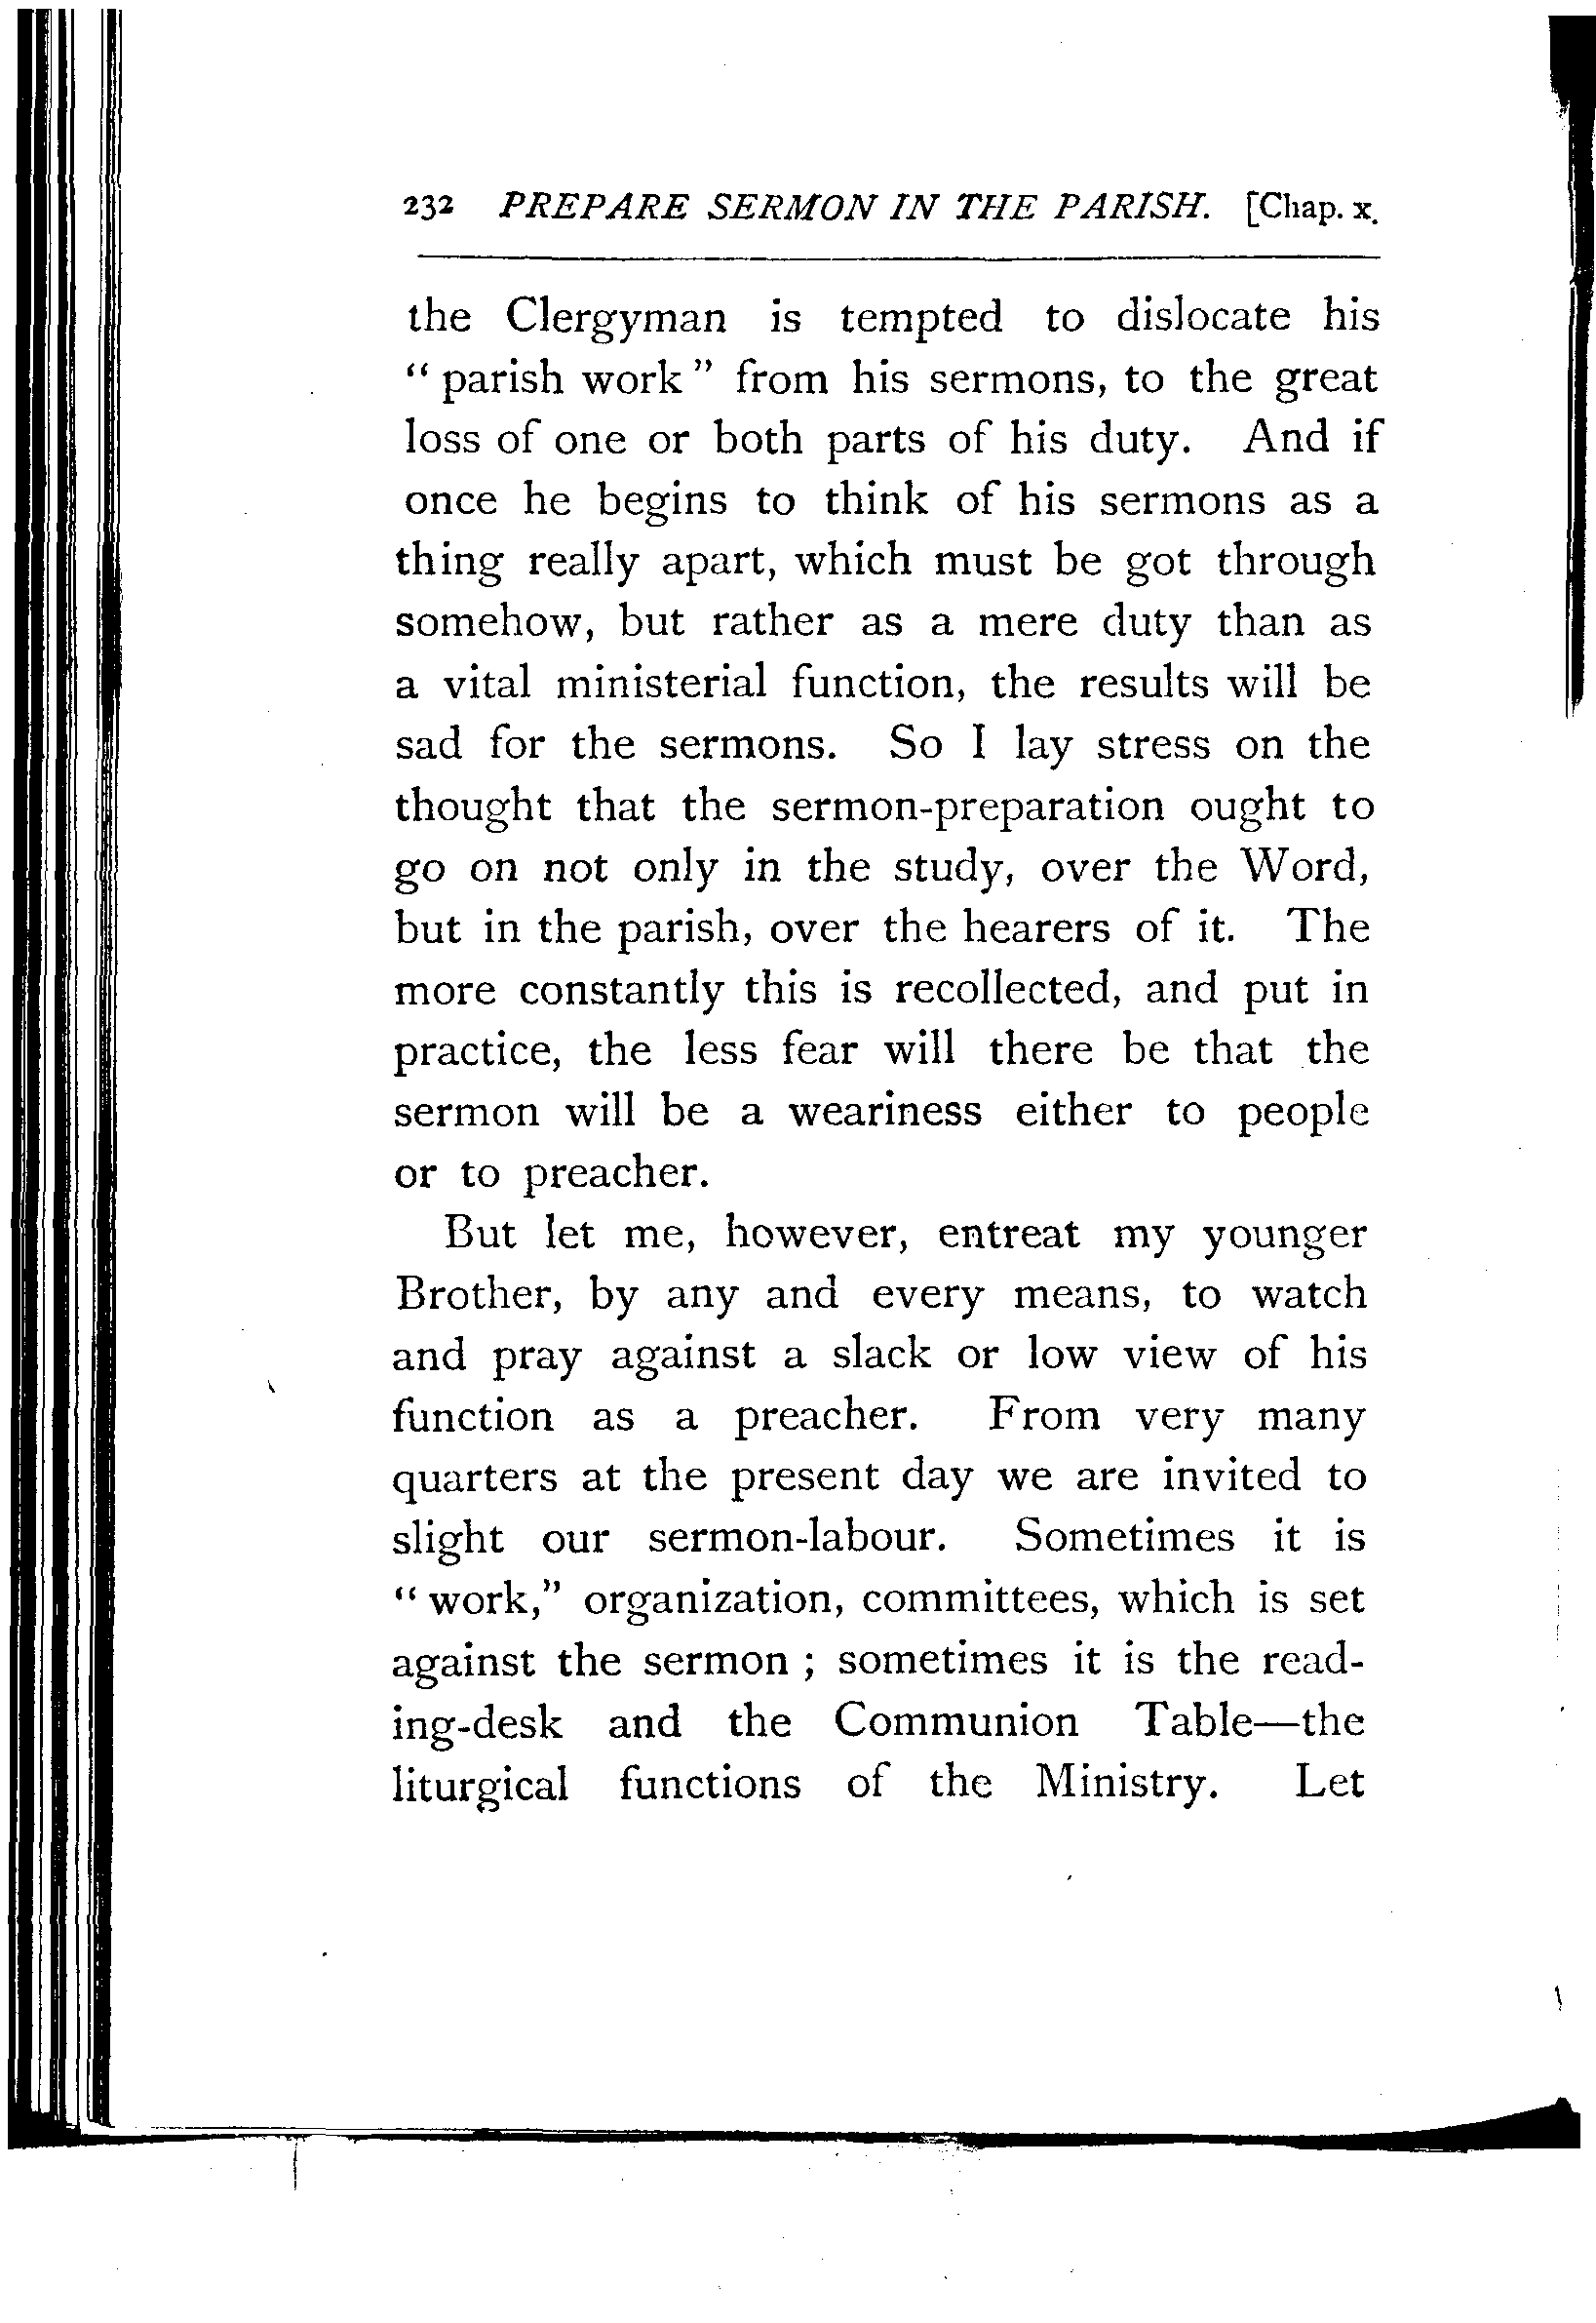 232 PREPARE SERMON IN THE PARISH. [Chap. x.
the Clergyman is tempted to dislocate his
“ parish work ” from his sermons, to the great
loss of one or both parts of his duty. And if
once he begins to think of his sermons as a
thing really apart, which must be got through
somehow, but rather as a mere duty than as
a vital ministerial function, the results will be
sad for the sermons. So I lay stress on the
thought that the sermon-preparation ought to
go on not only in the study, over the Word,
but in the parish, over the hearers of it. The
more constantly this is recollected, and put in
practice, the less fear will there be that the
sermon will be a weariness either to people
or to preacher.
But let me, however, entreat my younger
Brother, by any and every means, to watch
and pray against a slack or low view of his
function as a preacher. From very many
quarters at the present day we are invited to
slight our sermon-labour. Sometimes it is
“ work,” organization, committees, which is set
against the sermon ; sometimes it is the read-
ing-desk and the Communion Table—the
liturgical functions of the Ministry. Let